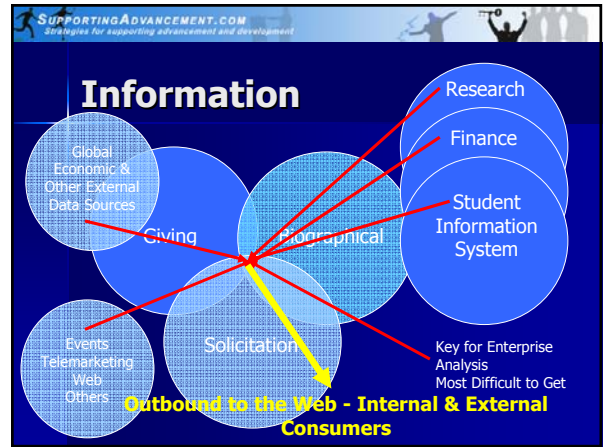 SUPPORTINGADVANCEMENT.COM
Strategies for supporting advancement and development
Information
Research
Finance
Student
Information
System
Global
Economic &
Other External
Data Sources
Giving
Biographical
Solicitation
Events
Telemarketing
Web
Others
Key for Enterprise
Analysis
Most Difficult to Get
Outbound to the Web - Internal & External
Consumers